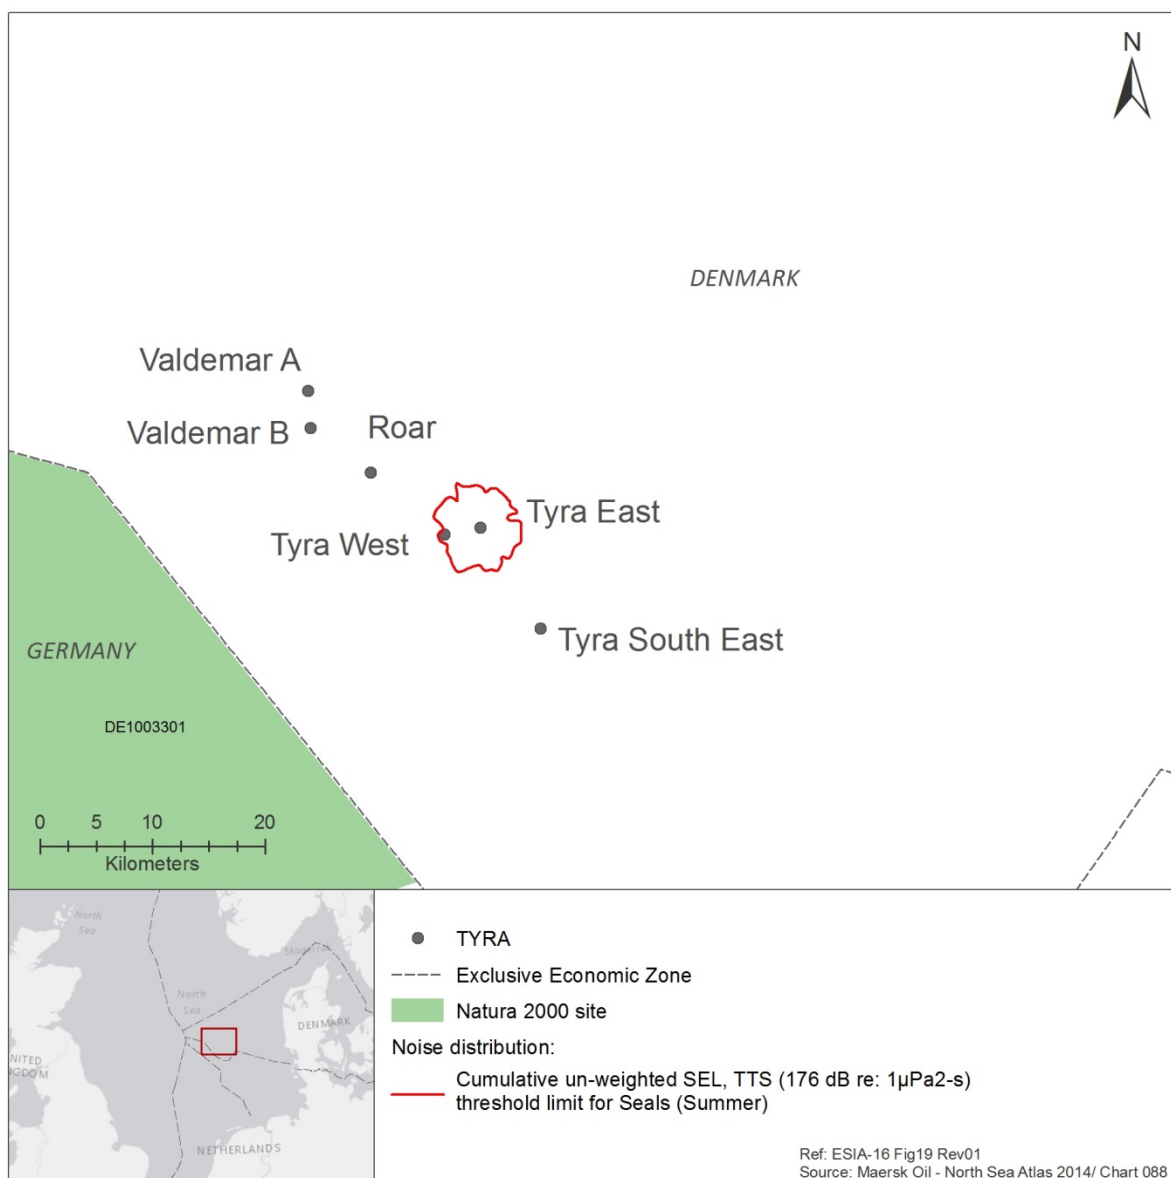 N
DENMARK
Valdemar A
Valdemar B
Roar
Tyra East
Tyra West
Tyra South East
GERMANY
DE1003301
0 5 10 20
Kilometers
North
Sea
Skagerrak
North
Sea
DENMARK
UNITED
KINGDOM
NETHERLANDS
TYRA
Exclusive Economic Zone
Natura 2000 site
Noise distribution:
Cumulative un-weighted SEL, TTS (176 dB re: 1µPa2-s)
threshold limit for Seals (Summer)
Ref: ESIA-16 Fig19 Rev01
Source: Maersk Oil - North Sea Atlas 2014/ Chart 088